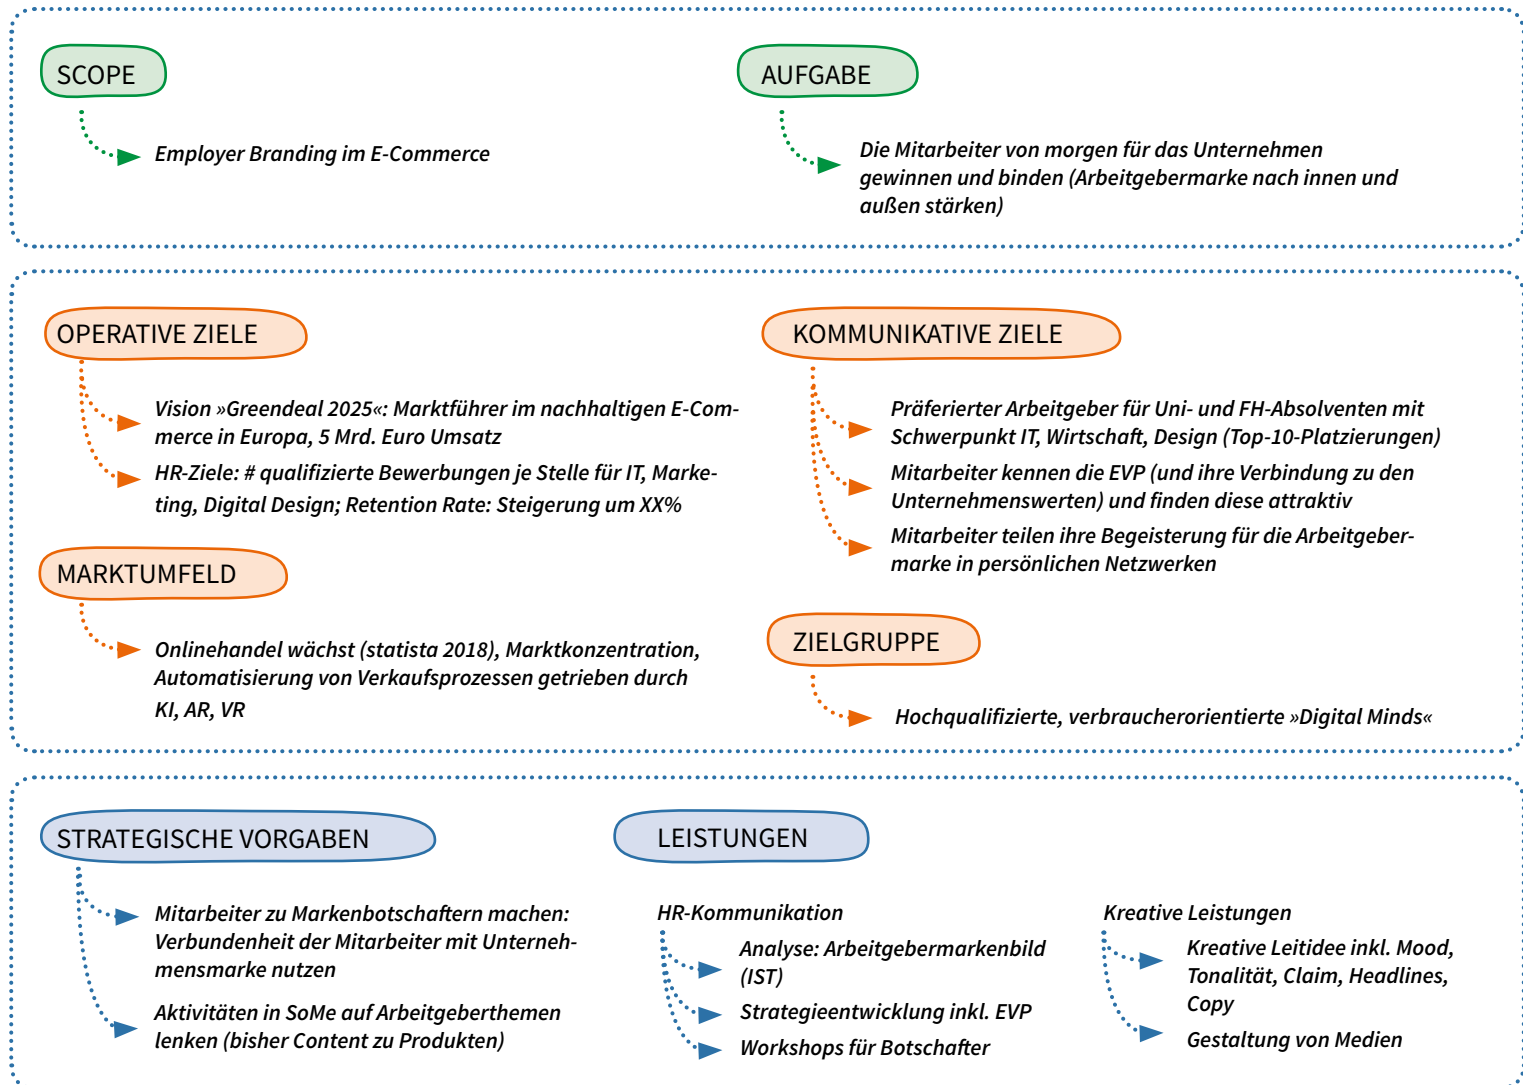 SCOPE
Employer Branding im E-Commerce
AUFGABE
Die Mitarbeiter von morgen für das Unternehmen
gewinnen und binden (Arbeitgebermarke nach innen und
außen stärken)
OPERATIVE ZIELE
Vision »Greendeal 2025«: Marktführer im nachhaltigen E-Com-
merce in Europa, 5 Mrd. Euro Umsatz
HR-Ziele: # qualifizierte Bewerbungen je Stelle für IT, Marke-
ting, Digital Design; Retention Rate: Steigerung um XX%
MARKTUMFELD
Onlinehandel wächst (statista 2018), Marktkonzentration,
Automatisierung von Verkaufsprozessen getrieben durch
KI, AR, VR
KOMMUNIKATIVE ZIELE
Präferierter Arbeitgeber für Uni- und FH-Absolventen mit
Schwerpunkt IT, Wirtschaft, Design (Top-10-Platzierungen)
Mitarbeiter kennen die EVP (und ihre Verbindung zu den
Unternehmenswerten) und finden diese attraktiv
Mitarbeiter teilen ihre Begeisterung für die Arbeitgeber-
marke in persönlichen Netzwerken
ZIELGRUPPE
Hochqualifizierte, verbraucherorientierte »Digital Minds«
STRATEGISCHE VORGABEN
Mitarbeiter zu Markenbotschaftern machen:
Verbundenheit der Mitarbeiter mit Unterneh-
mensmarke nutzen
Aktivitäten in SoMe auf Arbeitgeberthemen
lenken (bisher Content zu Produkten)
LEISTUNGEN
HR-Kommunikation
Analyse: Arbeitgebermarkenbild
(IST)
Strategieentwicklung inkl. EVP
Workshops für Botschafter
Kreative Leistungen
Kreative Leitidee inkl. Mood,
Tonalität, Claim, Headlines,
Copy
Gestaltung von Medien